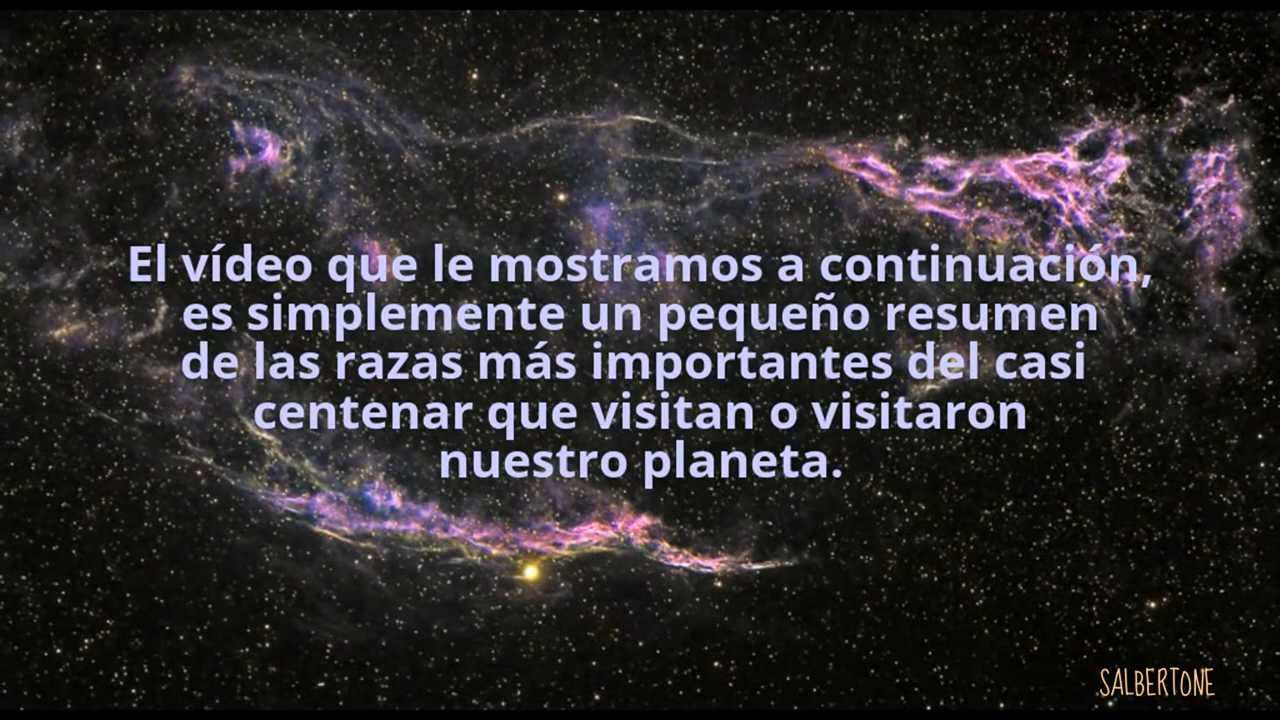 El vídeo que le mostramos a continuación,
es simplemente un pequeño resumen
de las razas más importantes del casi
centenar que visitan o visitaron
nuestro planeta.
SALBERTONE